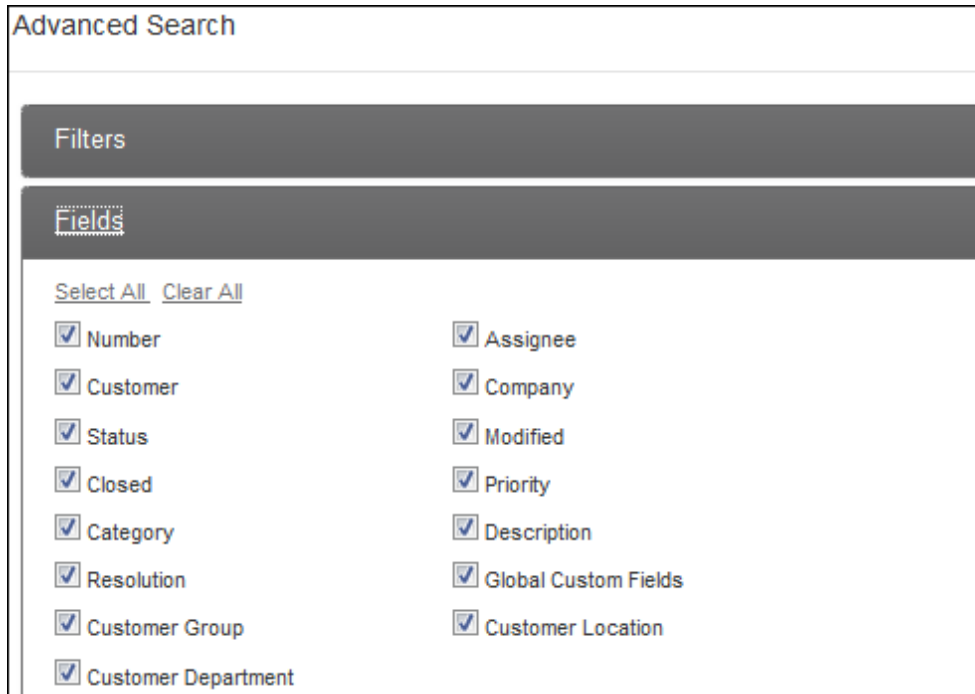 Advanced Search
Filters
Fields
Select All Clear All
Number Assignee
Customer Company
Status Modified
Closed Priority
Category Description
Resolution Global Custom Fields
Customer Group Customer Location
Customer Department